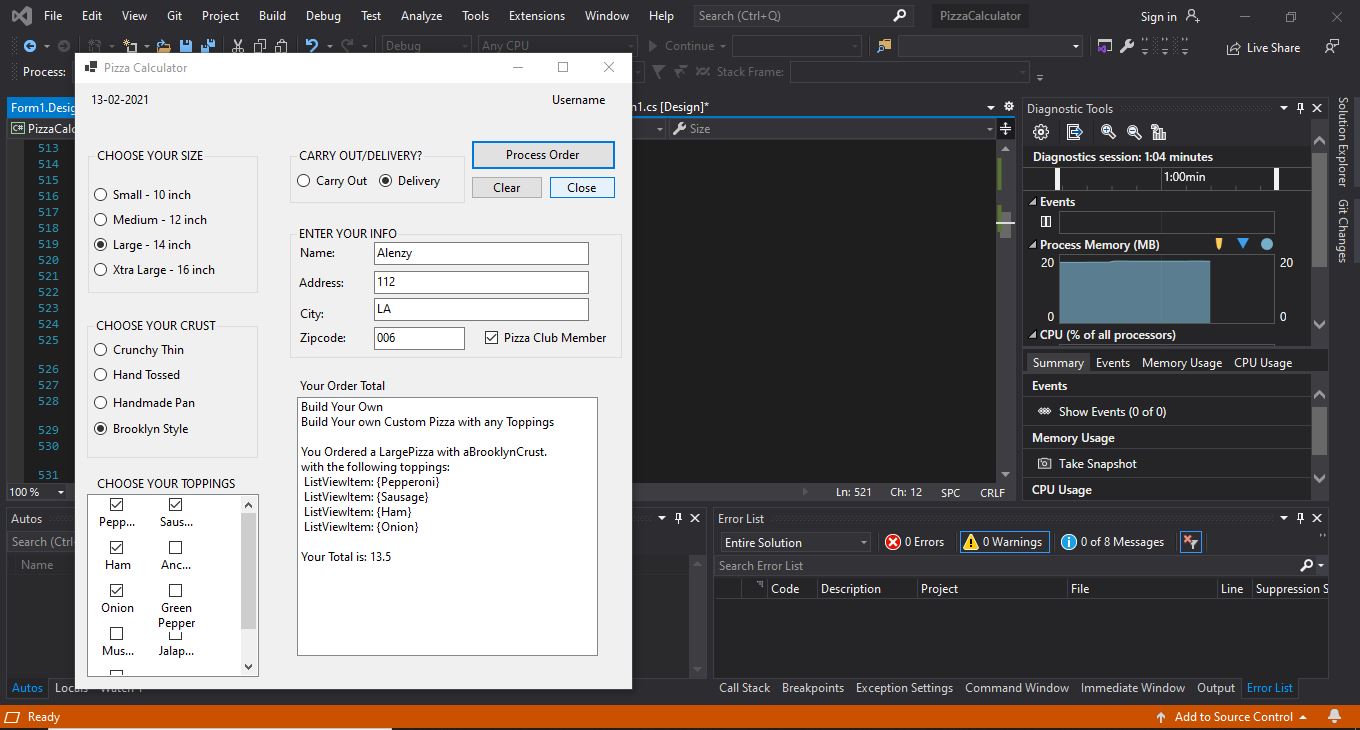 File Edit View Git Project Build Debug Test Analyze Tools Extensions Window Help Search (Ctrl+Q) PizzaCalculator Sign in
Debug Any CPU Continue Live Share
Process: Stack Frame:
Pizza Calculator
13-02-2021 Username
CHOOSE YOUR SIZE
Small - 10 inch
Medium - 12 inch
Large - 14 inch
Xtra Large - 16 inch
CHOOSE YOUR CRUST
Crunchy Thin
Hand Tossed
Handmade Pan
Brooklyn Style
CHOOSE YOUR TOPPINGS
Pepp... Saus...
Ham Anc...
Onion Green
Pepper
Mus... Jalap...
CARRY OUT/DELIVERY?
Carry Out Delivery
Process Order
Clear Close
ENTER YOUR INFO
Name: Alenzy
Address: 112
City: LA
Zipcode: 006 Pizza Club Member
Your Order Total
Build Your Own
Build Your own Custom Pizza with any Toppings
You Ordered a LargePizza with aBrooklynCrust.
with the following toppings:
ListViewItem: {Pepperoni}
ListViewItem: {Sausage}
ListViewItem: {Ham}
ListViewItem: {Onion}
Your Total is: 13.5
Form1.Desig
[Design]*
C# PizzaCalc
Size
513
514
515
516
517
518
519
520
521
522
523
524
525
526
527
528
529
530
531
100 %
Ln: 521 Ch: 12 SPC CRLF
Diagnostic Tools
Diagnostics session: 1:04 minutes
1:00min
Events
Process Memory (MB)
20 20
0 0
CPU (% of all processors)
Summary Events Memory Usage CPU Usage
Events
Show Events (0 of 0)
Memory Usage
Take Snapshot
CPU Usage
Solution Explorer
Git Changes
Autos
Search (Ctrl
Name
Autos Locals Watch 1
Error List
Entire Solution 0 Errors 0 Warnings 0 of 8 Messages
Search Error List
Code Description Project File Line Suppression S
Call Stack Breakpoints Exception Settings Command Window Immediate Window Output Error List
Ready Add to Source Control